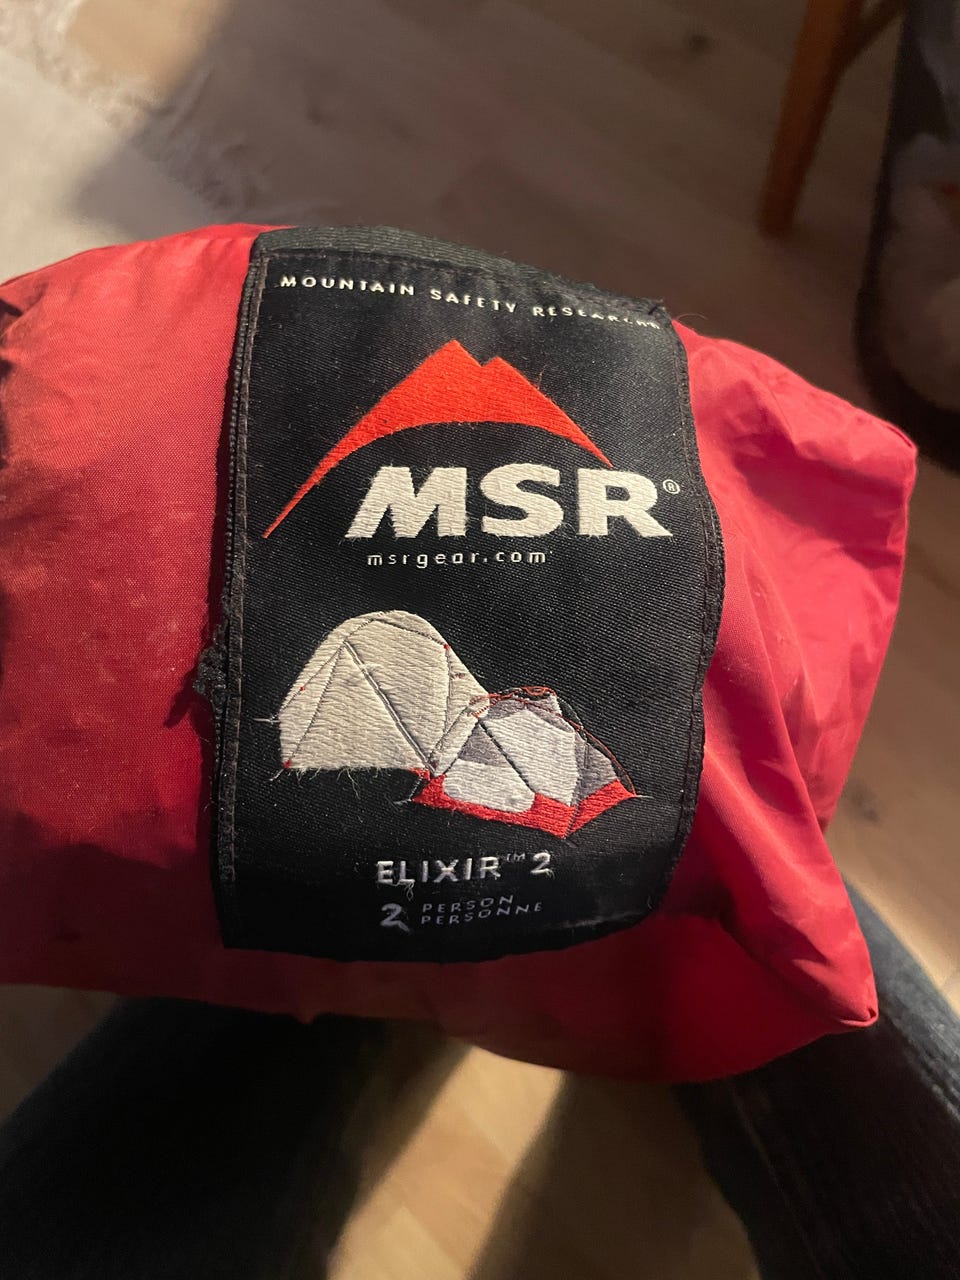 MOUNTAIN SAFETY RESEARCH®
MSR®
msrgear.com
ELIXIR™ 2
2 PERSON
PERSONNE